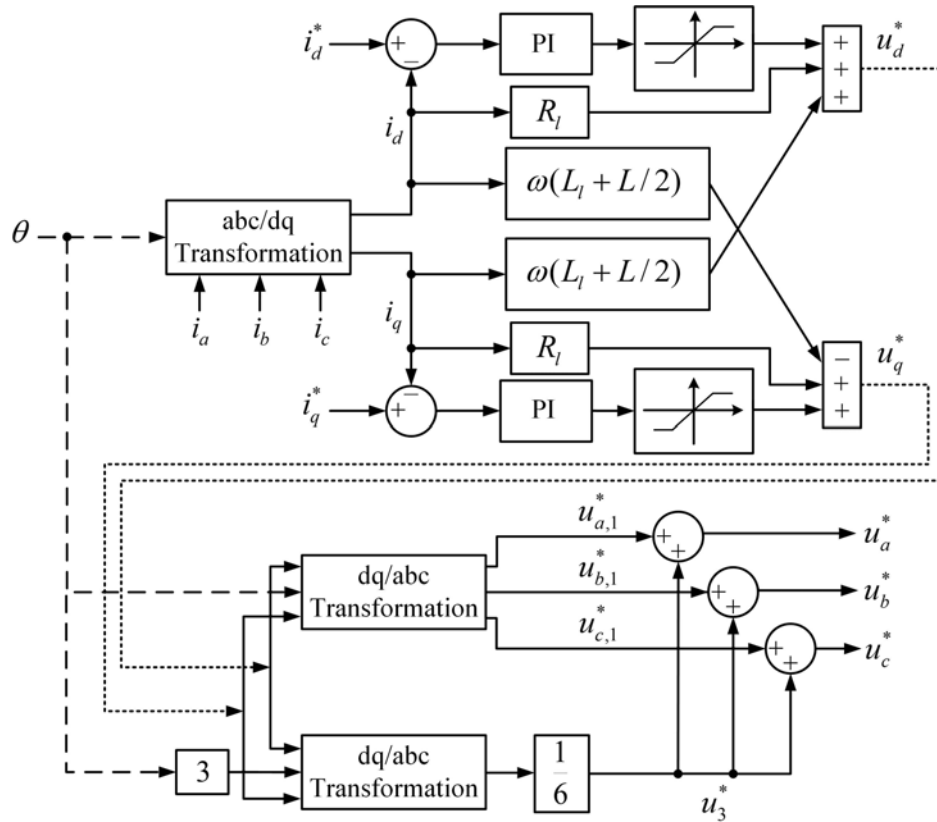 i_d^* + − PI + + + u_d^*
i_d R_l
ω(L_l + L/2)
θ abc/dq Transformation
ω(L_l + L/2)
i_a i_b i_c i_q
R_l − + + u_q^*
i_q^* + − PI
u_{a,1}^* + + u_a^*
dq/abc Transformation u_{b,1}^* + + u_b^*
u_{c,1}^* + + u_c^*
3 dq/abc Transformation 1/6
u_3^*